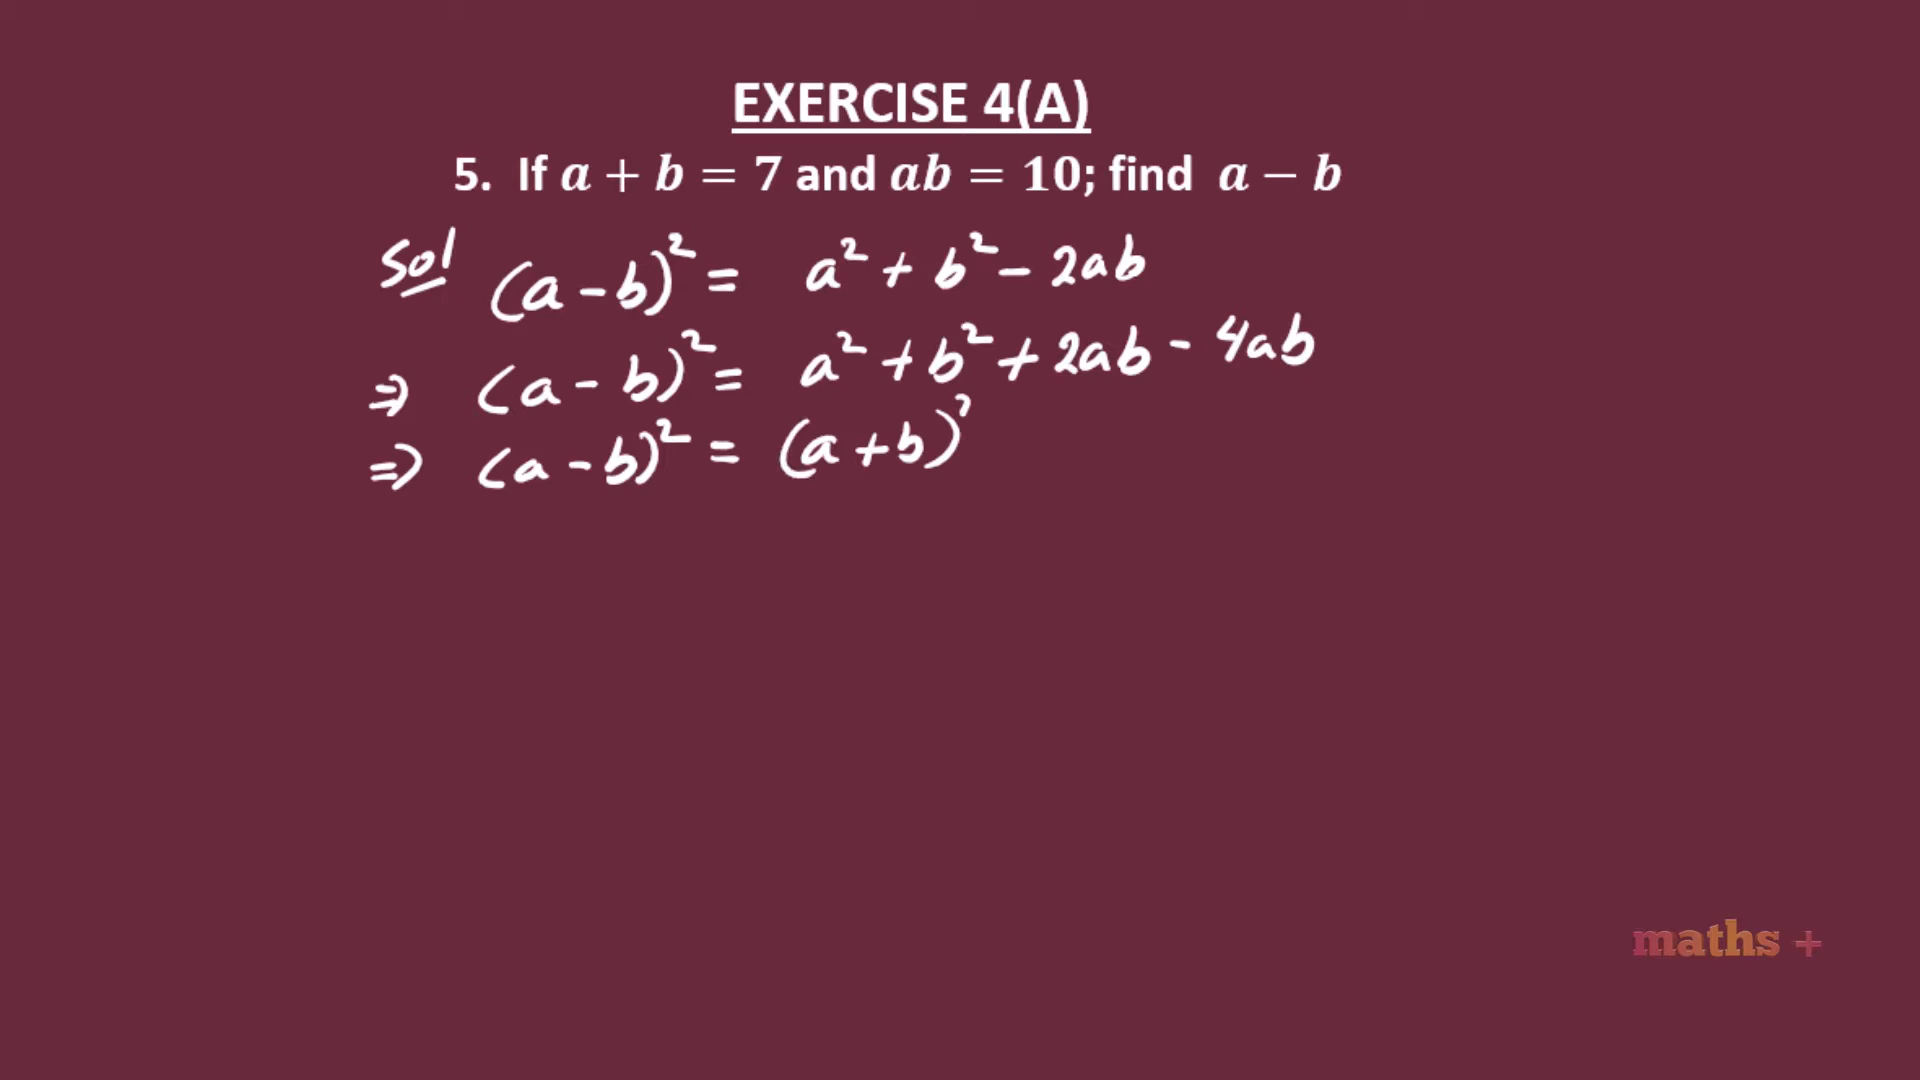 EXERCISE 4(A)
5. If a + b = 7 and ab = 10; find a − b
Sol (a - b)² = a² + b² - 2ab
⇒ (a - b)² = a² + b² + 2ab - 4ab
⇒ (a - b)² = (a + b)²
maths +